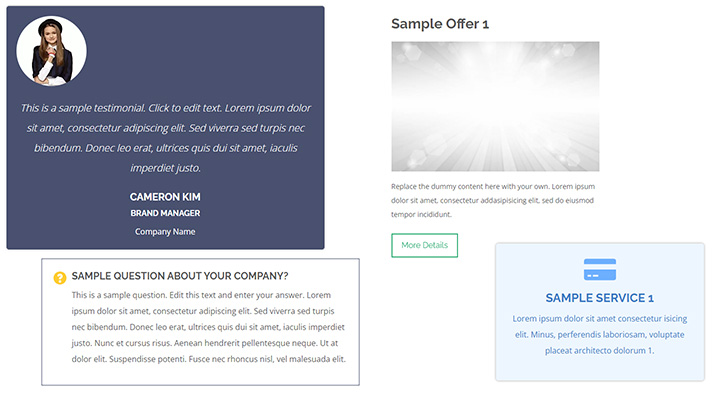 This is a sample testimonial. Click to edit text. Lorem ipsum dolor
sit amet, consectetur adipiscing elit. Sed viverra sed turpis nec
bibendum. Donec leo erat, ultrices quis dui sit amet, iaculis
imperdiet justo.
CAMERON KIM
BRAND MANAGER
Company Name
Sample Offer 1
Replace the dummy content here with your own. Lorem ipsum
dolor sit amet, consectetur addasipisicing elit, sed do eiusmod
tempor incididunt.
More Details
SAMPLE QUESTION ABOUT YOUR COMPANY?
This is a sample question. Edit this text and enter your answer. Lorem
ipsum dolor sit amet, consectetur adipiscing elit. Sed viverra sed turpis
nec bibendum. Donec leo erat, ultrices quis dui sit amet, iaculis imperdiet
justo. Nunc et cursus risus. Aenean hendrerit pellentesque neque. Ut at
dolor elit. Suspendisse potenti. Fusce nec rhoncus nisl, vel malesuada elit.
SAMPLE SERVICE 1
Lorem ipsum dolor sit amet consectetur isicing
elit. Minus, perferendis laboriosam, voluptate
placeat architecto dolorum 1.